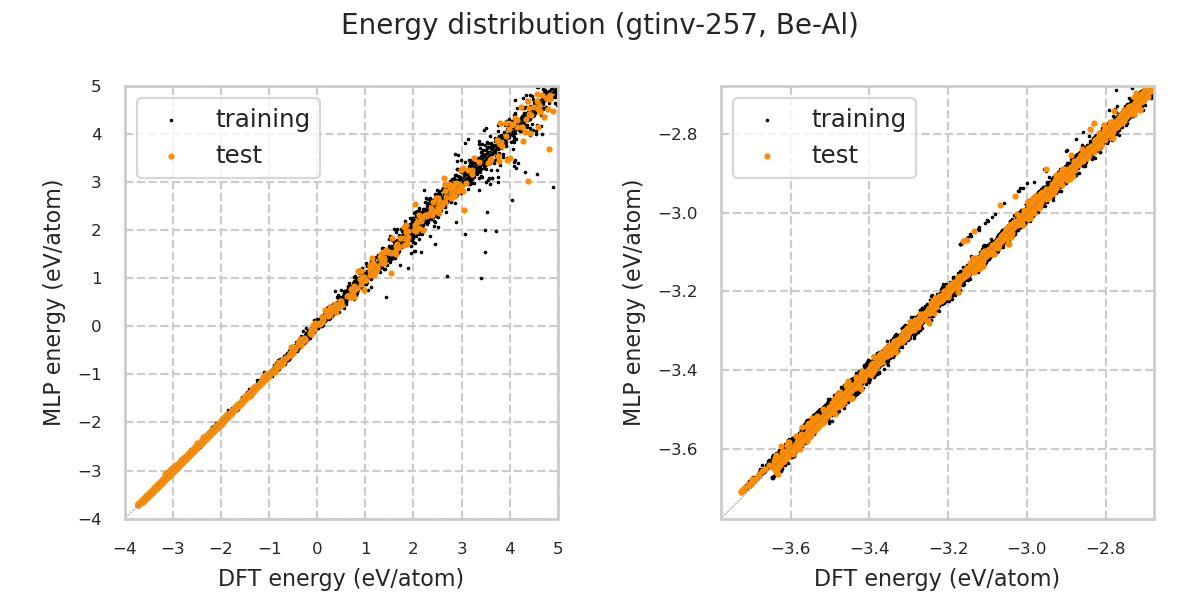 Energy distribution (gtinv-257, Be-Al)
training
test
5
4
3
2
1
0
−1
−2
−3
−4
MLP energy (eV/atom)
−4 −3 −2 −1 0 1 2 3 4 5
DFT energy (eV/atom)
training
test
−2.8
−3.0
−3.2
−3.4
−3.6
MLP energy (eV/atom)
−3.6 −3.4 −3.2 −3.0 −2.8
DFT energy (eV/atom)